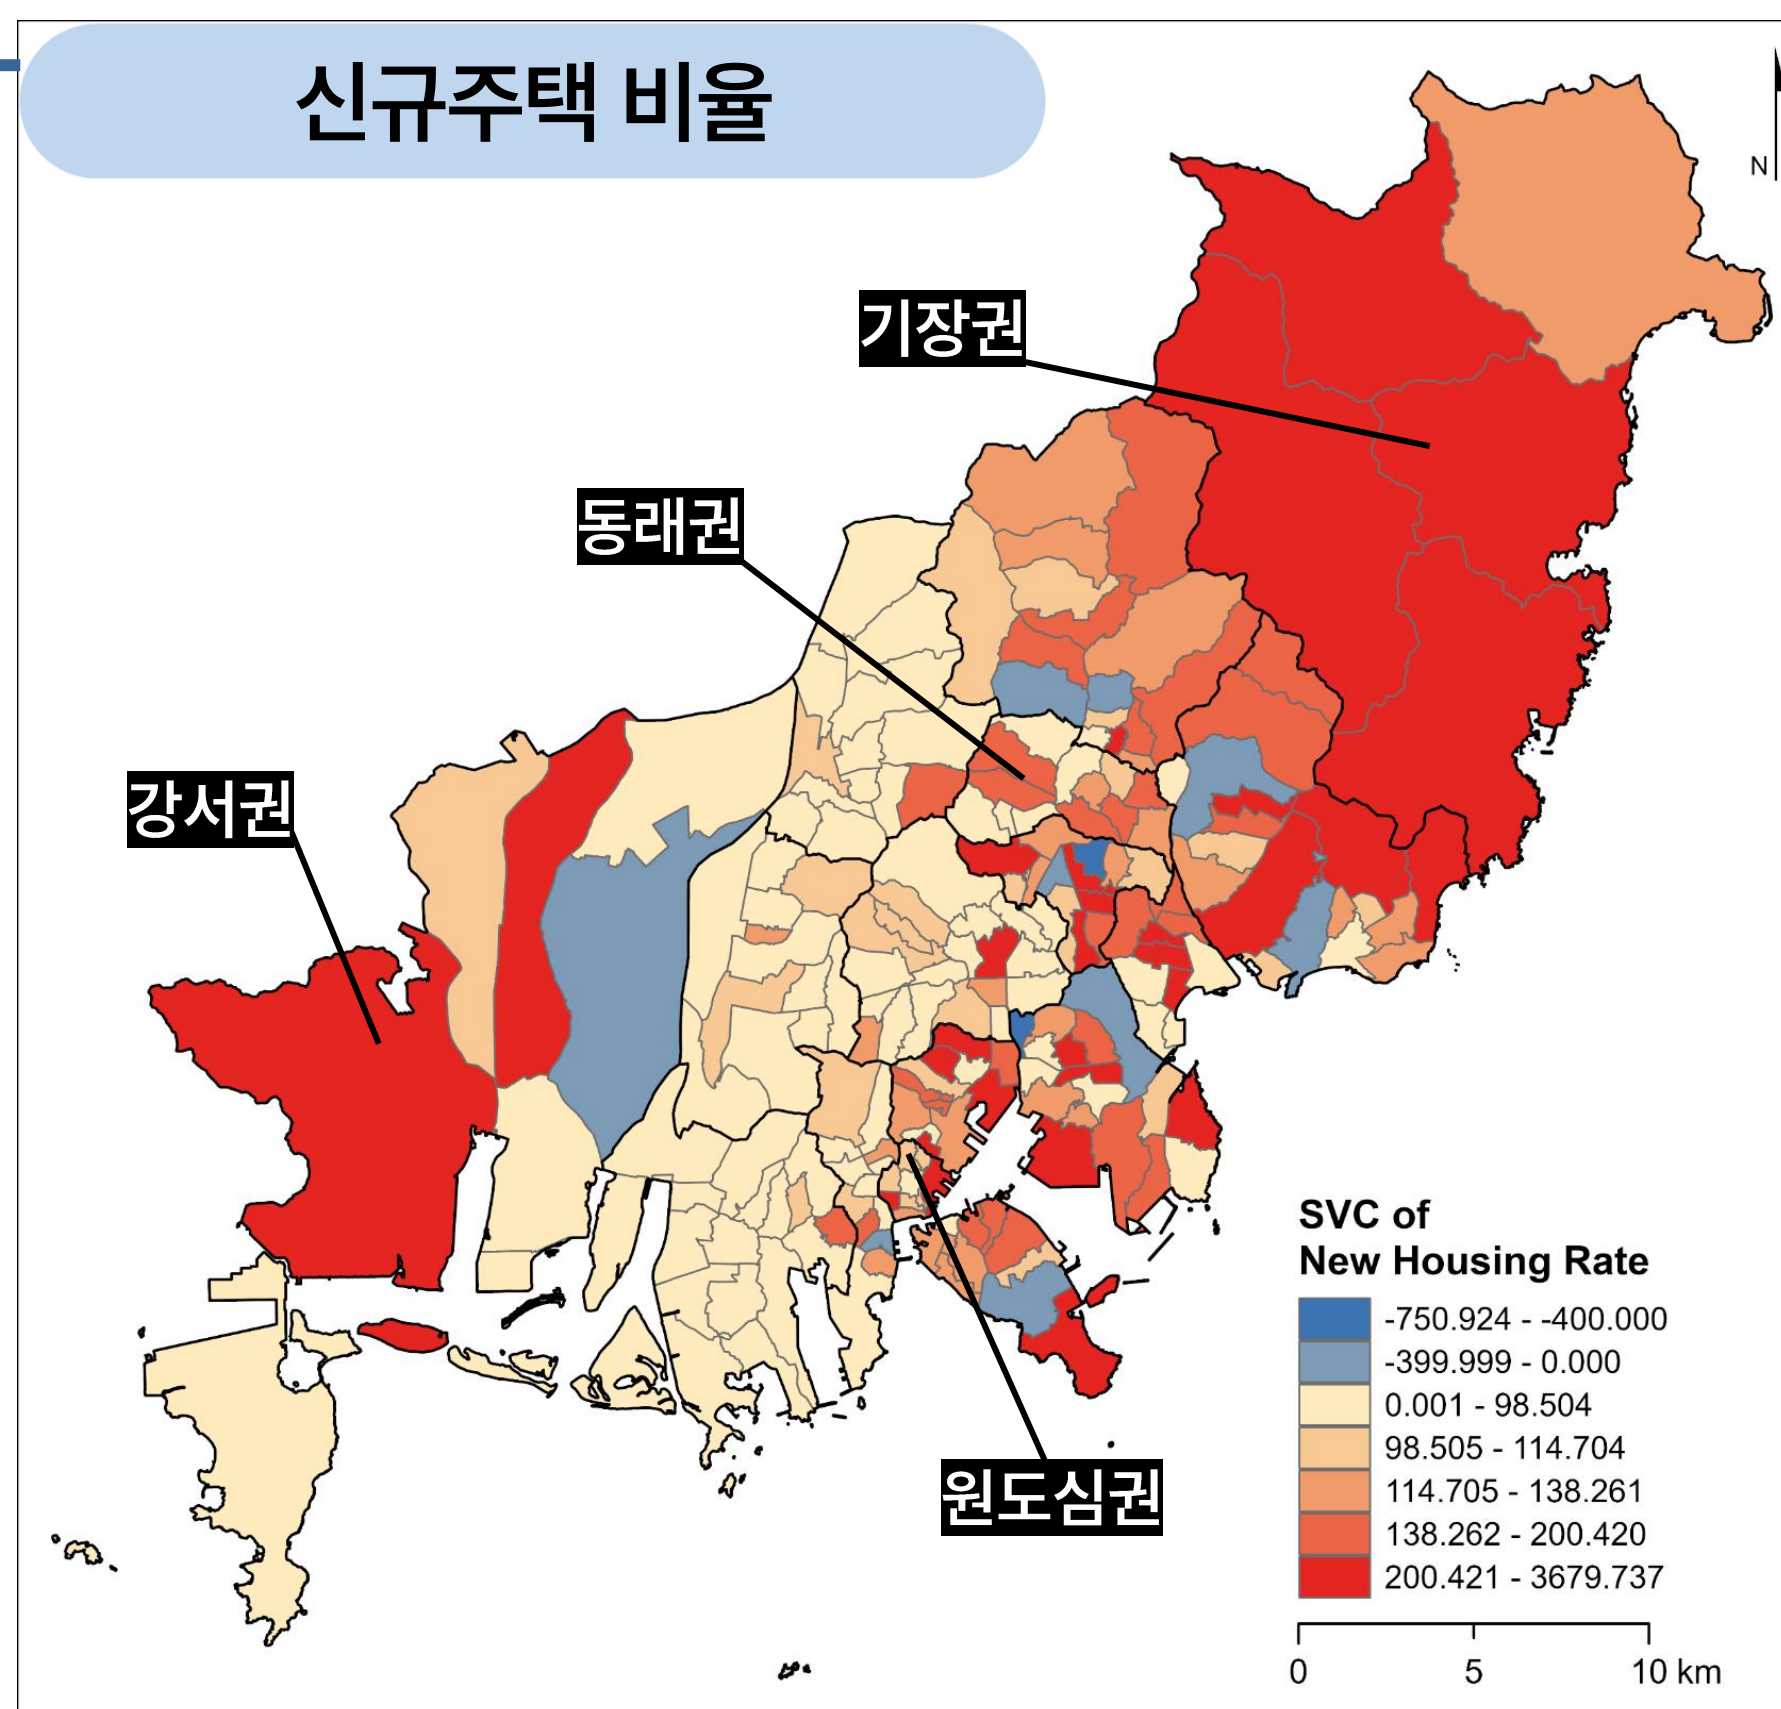 신규주택 비율
N
기장권
동래권
강서권
원도심권
SVC of
New Housing Rate
-750.924 - -400.000
-399.999 - 0.000
0.001 - 98.504
98.505 - 114.704
114.705 - 138.261
138.262 - 200.420
200.421 - 3679.737
0 5 10 km